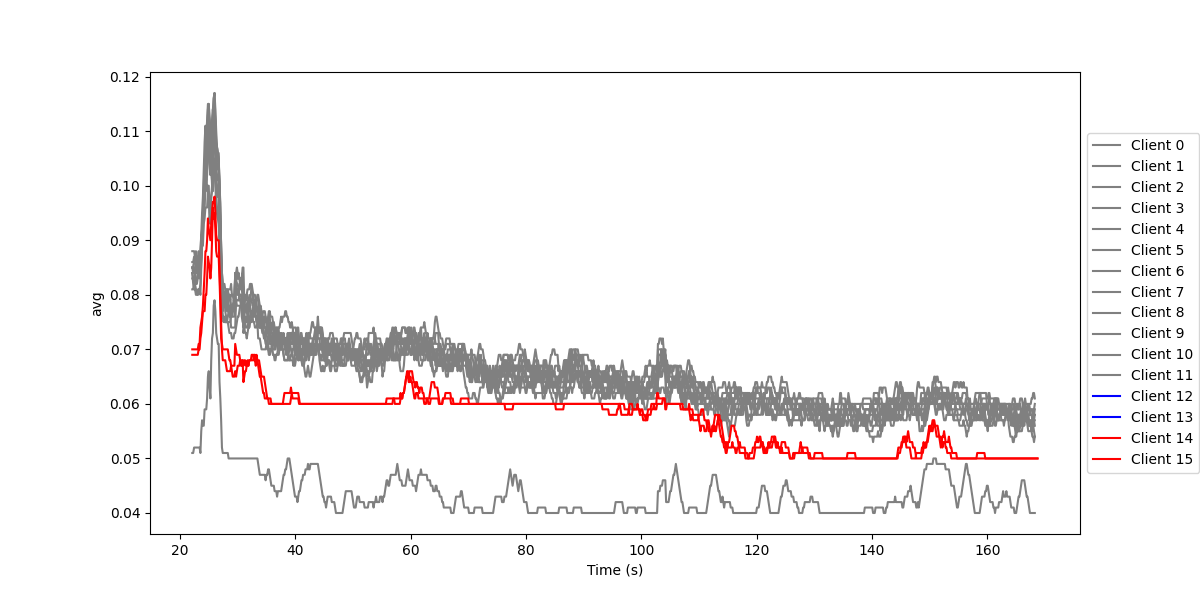 0.12
0.11
0.10
0.09
0.08
0.07
0.06
0.05
0.04
avg
20 40 60 80 100 120 140 160
Time (s)
Client 0
Client 1
Client 2
Client 3
Client 4
Client 5
Client 6
Client 7
Client 8
Client 9
Client 10
Client 11
Client 12
Client 13
Client 14
Client 15